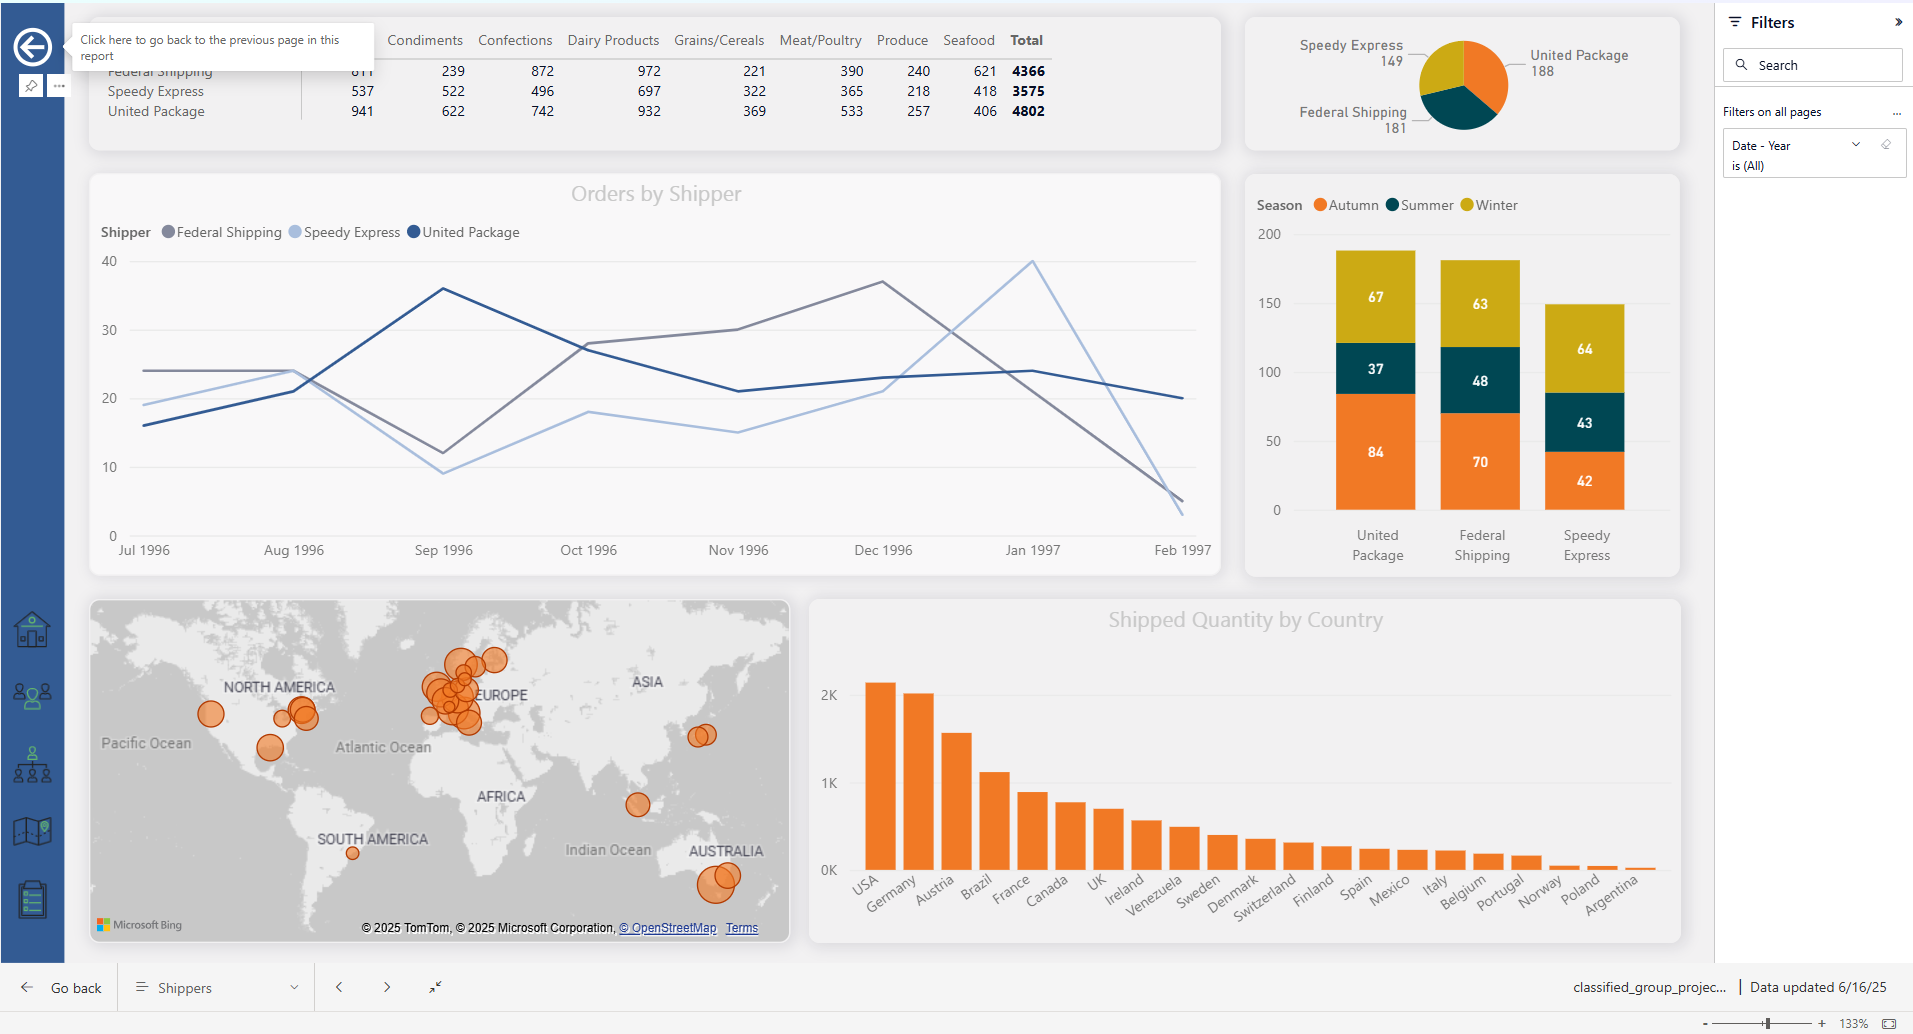 Click here to go back to the previous page in this
report
Condiments Confections Dairy Products Grains/Cereals Meat/Poultry Produce Seafood Total
Federal Shipping 811 239 872 972 221 390 240 621 4366
Speedy Express 537 522 496 697 322 365 218 418 3575
United Package 941 622 742 932 369 533 257 406 4802
Speedy Express
149
United Package
188
Federal Shipping
181
Filters
Search
Filters on all pages
Date - Year
is (All)
Orders by Shipper
Shipper Federal Shipping Speedy Express United Package
40
30
20
10
0
Jul 1996 Aug 1996 Sep 1996 Oct 1996 Nov 1996 Dec 1996 Jan 1997 Feb 1997
Season Autumn Summer Winter
200
150
100
50
0
67 63 64
37 48 43
84 70 42
United
Package
Federal
Shipping
Speedy
Express
NORTH AMERICA
EUROPE
ASIA
Pacific Ocean
Atlantic Ocean
AFRICA
SOUTH AMERICA
Indian Ocean
AUSTRALIA
Microsoft Bing
© 2025 TomTom, © 2025 Microsoft Corporation, © OpenStreetMap Terms
Shipped Quantity by Country
2K
1K
0K
USA Germany Austria Brazil France Canada UK Ireland Venezuela Sweden Denmark Switzerland Finland Spain Mexico Italy Belgium Portugal Norway Poland Argentina
Go back
Shippers
classified_group_projec...
Data updated 6/16/25
- + 133%